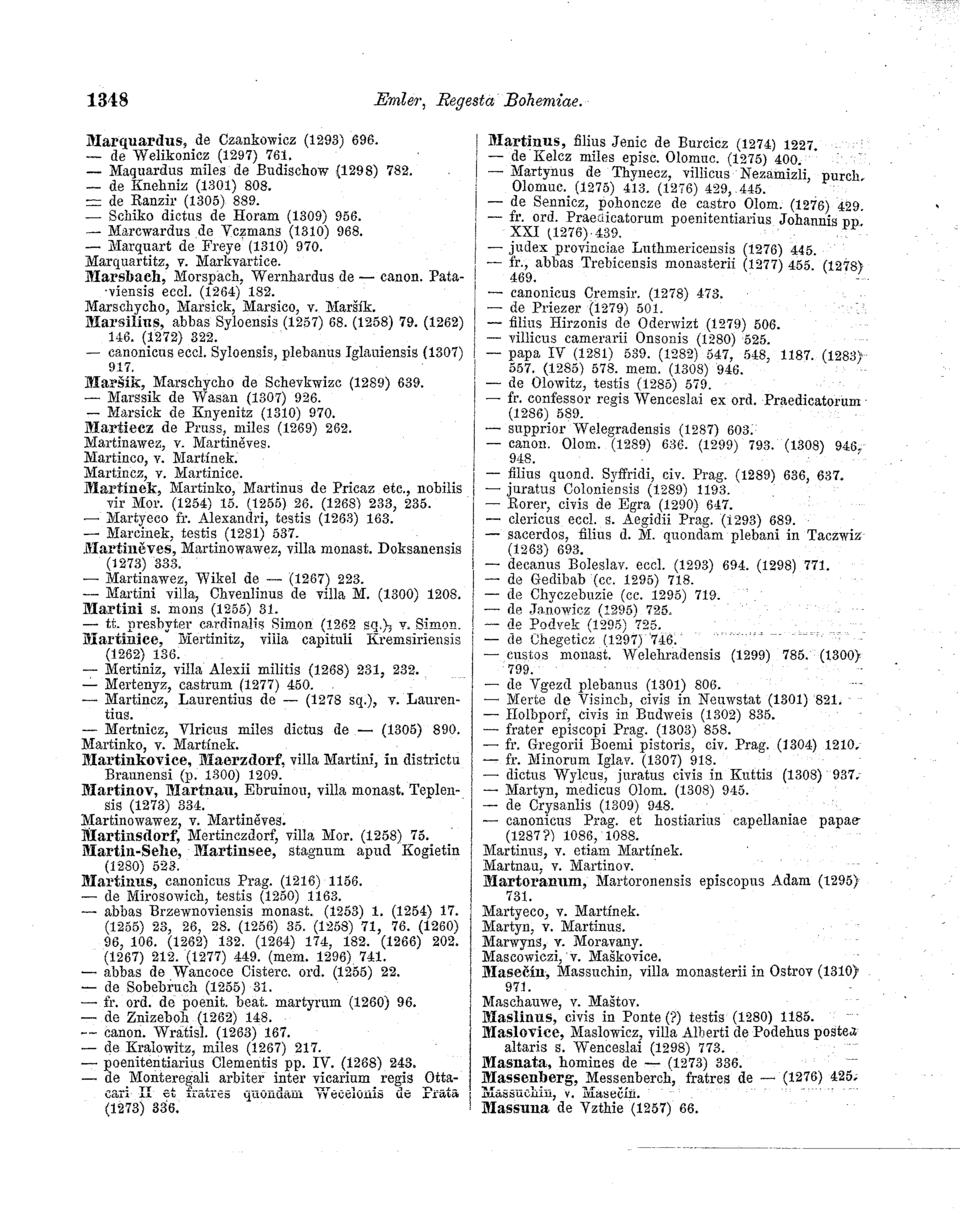 1348
Emler, Regesta Bohemiae.
Marquardus, de Czankowicz (1293) 696.
— de Welikonicz (1297) 761.
— Maquardus miles de Budischow (1298) 782.
— de Knehniz (1301) 808.
— de Ranzir (1305) 889.
— Schiko dictus de Horam (1309) 956.
— Marcwardus de Vczmans (1310) 968.
— Marquart de Freye (1310) 970.
Marquartitz, v. Markvartice.
Marsbach, Morspach, Wernhardus de — canon. Pata-
viensis eccl. (1264) 182.
Marschycho, Marsick, Marsico, v. Maršík.
Marsilius, abbas Syloensis (1257) 68. (1258) 79. (1262)
146. (1272) 322.
— canonicus eccl. Syloensis, plebanus Iglauiensis (1307)
917.
Maršík, Marschycho de Schevkwizc (1289) 639.
— Marssik de Wasan (1307) 926.
— Marsick de Knyenitz (1310) 970.
Martiecz de Pruss, miles (1269) 262.
Martinawez, v. Martiněves.
Martinco, v. Martínek.
Martincz, v. Martinice.
Martínek, Martinko, Martinus de Pricaz etc., nobilis
vir Mor. (1254) 15. (1255) 26. (1268) 233, 235.
— Martyeco fr. Alexandri, testis (1263) 163.
— Marcinek, testis (1281) 537.
Martiněves, Martinowawez, villa monast. Doksanensis
(1273) 333.
— Martinawez, Wikel de — (1267) 223.
— Martini villa, Chvenlinus de villa M. (1300) 1208.
Martini s. mons (1255) 31.
— tt. presbyter cardinalis Simon (1262 sq.), v. Simon.
Martinice, Mertinitz, villa capituli Kremsiriensis
(1262) 136.
— Mertiniz, villa Alexii militis (1268) 231, 232.
— Mertenyz, castrum (1277) 450.
— Martincz, Laurentius de — (1278 sq.), v. Lauren-
tius.
— Mertnicz, Vlricus miles dictus de — (1305) 890.
Martinko, v. Martínek.
Martinkovice, Maerzdorf, villa Martini, in districtu
Braunensi (p. 1300) 1209.
Martinov, Martnau, Ebruinou, villa monast. Teplen-
sis (1273) 334.
Martinowawez, v. Martiněves.
Martinsdorf, Mertinczdorf, villa Mor. (1258) 75.
Martin-Sehe, Martinsee, stagnum apud Kogietin
(1280) 523.
Martinus, canonicus Prag. (1216) 1156.
— de Mirosowich, testis (1250) 1163.
— abbas Brzewnoviensis monast. (1253) 1. (1254) 17.
(1255) 23, 26, 28. (1256) 35. (1258) 71, 76. (1260)
96, 106. (1262) 132. (1264) 174, 182. (1266) 202.
(1267) 212. (1277) 449. (mem. 1296) 741.
— abbas de Wancoce Cisterc. ord. (1255) 22.
— de Sobebruch (1255) 31.
— fr. ord. de poenit. beat. martyrum (1260) 96.
— de Znizeboh (1262) 148.
— canon. Wratisl. (1263) 167.
— de Kralowitz, miles (1267) 217.
— poenitentiarius Clementis pp. IV. (1268) 243.
— de Monteregali arbiter inter vicarium regis Otta-
cari II et fratres quondam Wecelonis de Prata
(1273) 336.
Martinus, filius Jenic de Burcicz (1274) 1227.
— de Kelcz miles episc. Olomuc. (1275) 400.
— Martynus de Thynecz, villicus Nezamizli, purch.
Olomuc. (1275) 413. (1276) 429, 445.
— de Sennicz, pohoncze de castro Olom. (1276) 429.
— fr. ord. Praedicatorum poenitentiarius Johannis pp.
XXI (1276) 439.
— judex provinciae Luthmericensis (1276) 445.
— fr., abbas Trebicensis monasterii (1277) 455. (1278)
469.
— canonicus Cremsir. (1278) 473.
— de Priezer (1279) 501.
— filius Hirzonis de Oderwizt (1279) 506.
— villicus camerarii Onsonis (1280) 525.
— papa IV (1281) 539. (1282) 547, 548, 1187. (1283)
557. (1285) 578. mem. (1308) 946.
— de Olowitz, testis (1285) 579.
— fr. confessor regis Wenceslai ex ord. Praedicatorum
(1286) 589.
— supprior Welegradensis (1287) 603.
— canon. Olom. (1289) 636. (1299) 793. (1308) 946,
948.
— filius quond. Syffridi, civ. Prag. (1289) 636, 637.
— juratus Coloniensis (1289) 1193.
— Rorer, civis de Egra (1290) 647.
— clericus eccl. s. Aegidii Prag. (1293) 689.
— sacerdos, filius d. M. quondam plebani in Taczwiz
(1263) 693.
— decanus Boleslav. eccl. (1293) 694. (1298) 771.
— de Gedibab (cc. 1295) 718.
— de Chyczebuzie (cc. 1295) 719.
— de Janowicz (1295) 725.
— de Podvek (1295) 725.
— de Chegeticz (1297) 746.
— custos monast. Welehradensis (1299) 785. (1300)
799.
— de Vgezd plebanus (1301) 806.
— Merte de Visinch, civis in Neuwstat (1301) 821.
— Holbporf, civis in Budweis (1302) 835.
— frater episcopi Prag. (1303) 858.
— fr. Gregorii Boemi pistoris, civ. Prag. (1304) 1210.
— fr. Minorum Iglav. (1307) 918.
— dictus Wylcus, juratus civis in Kuttis (1308) 937.
— Martyn, medicus Olom. (1308) 945.
— de Crysanlis (1309) 948.
— canonicus Prag. et hostiarius capellaniae papae
(1287?) 1086, 1088.
Martinus, v. etiam Martínek.
Martnau, v. Martinov.
Martoranum, Martoronensis episcopus Adam (1295)
731.
Martyeco, v. Martínek.
Martyn, v. Martinus.
Marwyns, v. Moravany.
Mascowiczi, v. Maškovice.
Masečín, Massuchin, villa monasterii in Ostrov (1310)
971.
Maschauwe, v. Maštov.
Maslinus, civis in Ponte (?) testis (1280) 1185.
Maslovice, Maslowicz, villa Alberti de Podehus postea
altaris s. Wenceslai (1298) 773.
Masnata, homines de — (1273) 336.
Massenberg, Messenberch, fratres de — (1276) 425.
Massuchin, v. Masečín.
Massuna de Vzthie (1257) 66.